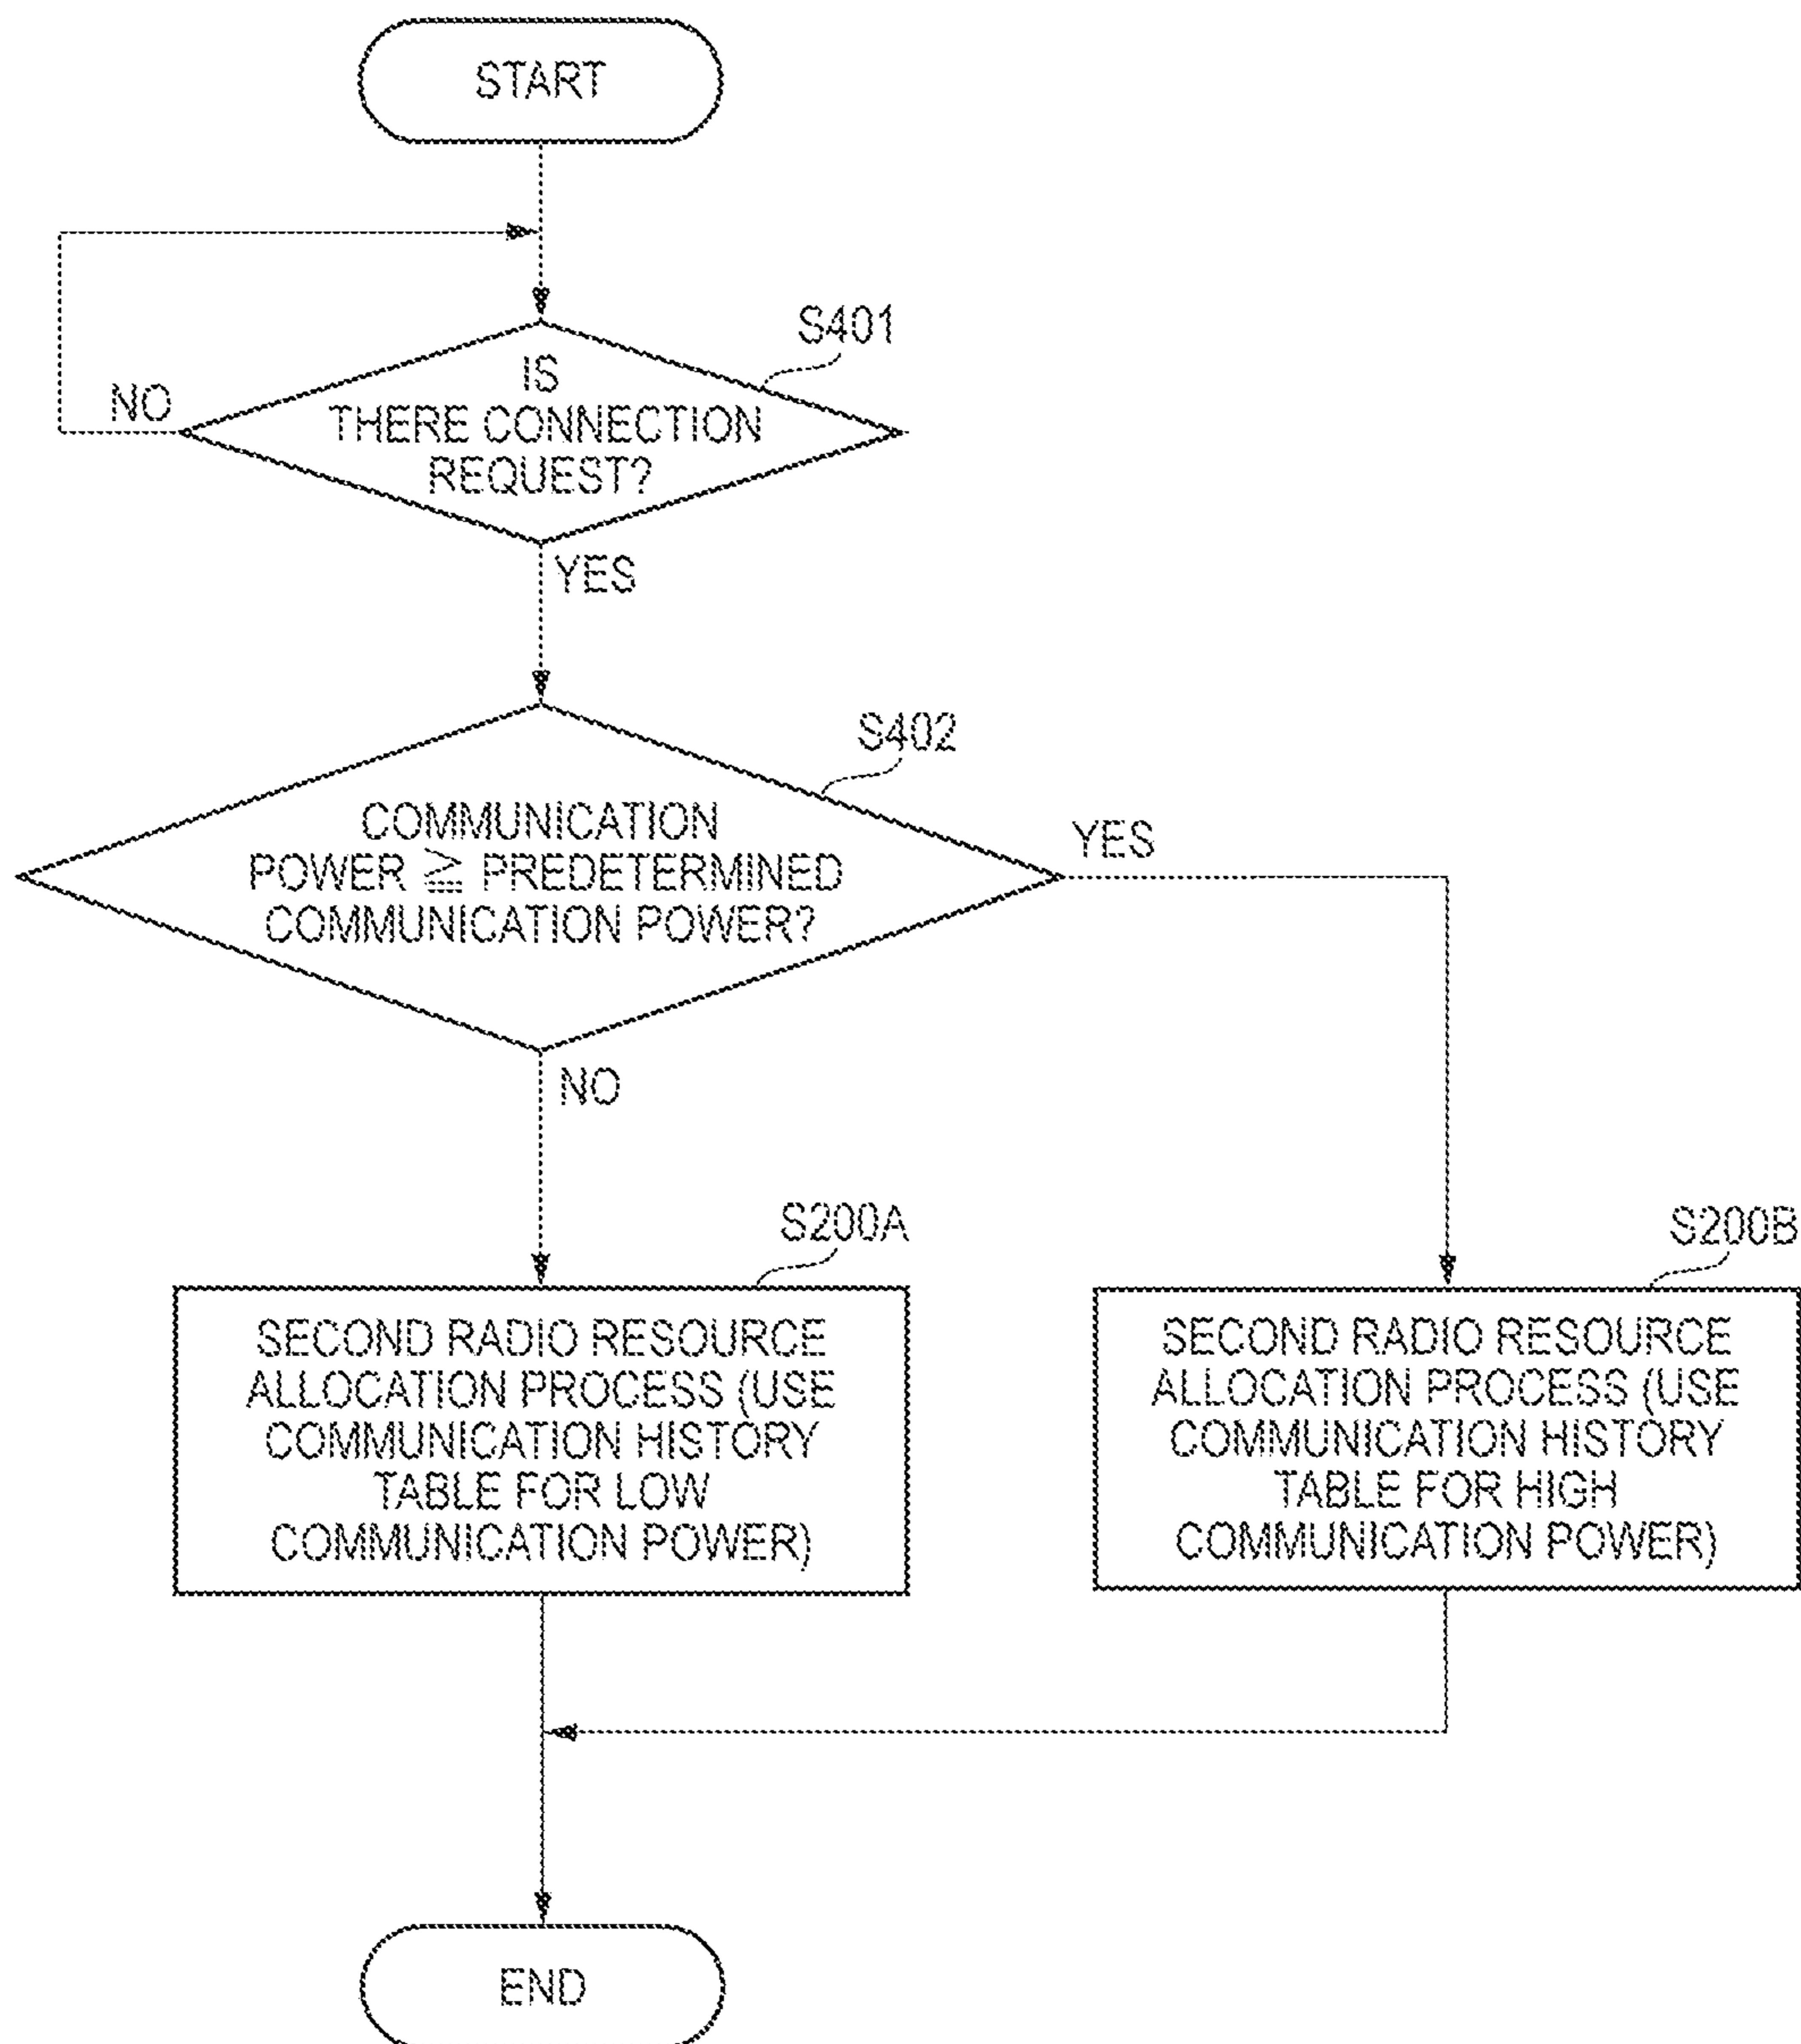 START
S401
IS
THERE CONNECTION
REQUEST?
NO
YES
S402
COMMUNICATION
POWER ≧ PREDETERMINED
COMMUNICATION POWER?
YES
NO
S200A
SECOND RADIO RESOURCE
ALLOCATION PROCESS (USE
COMMUNICATION HISTORY
TABLE FOR LOW
COMMUNICATION POWER)
S200B
SECOND RADIO RESOURCE
ALLOCATION PROCESS (USE
COMMUNICATION HISTORY
TABLE FOR HIGH
COMMUNICATION POWER)
END